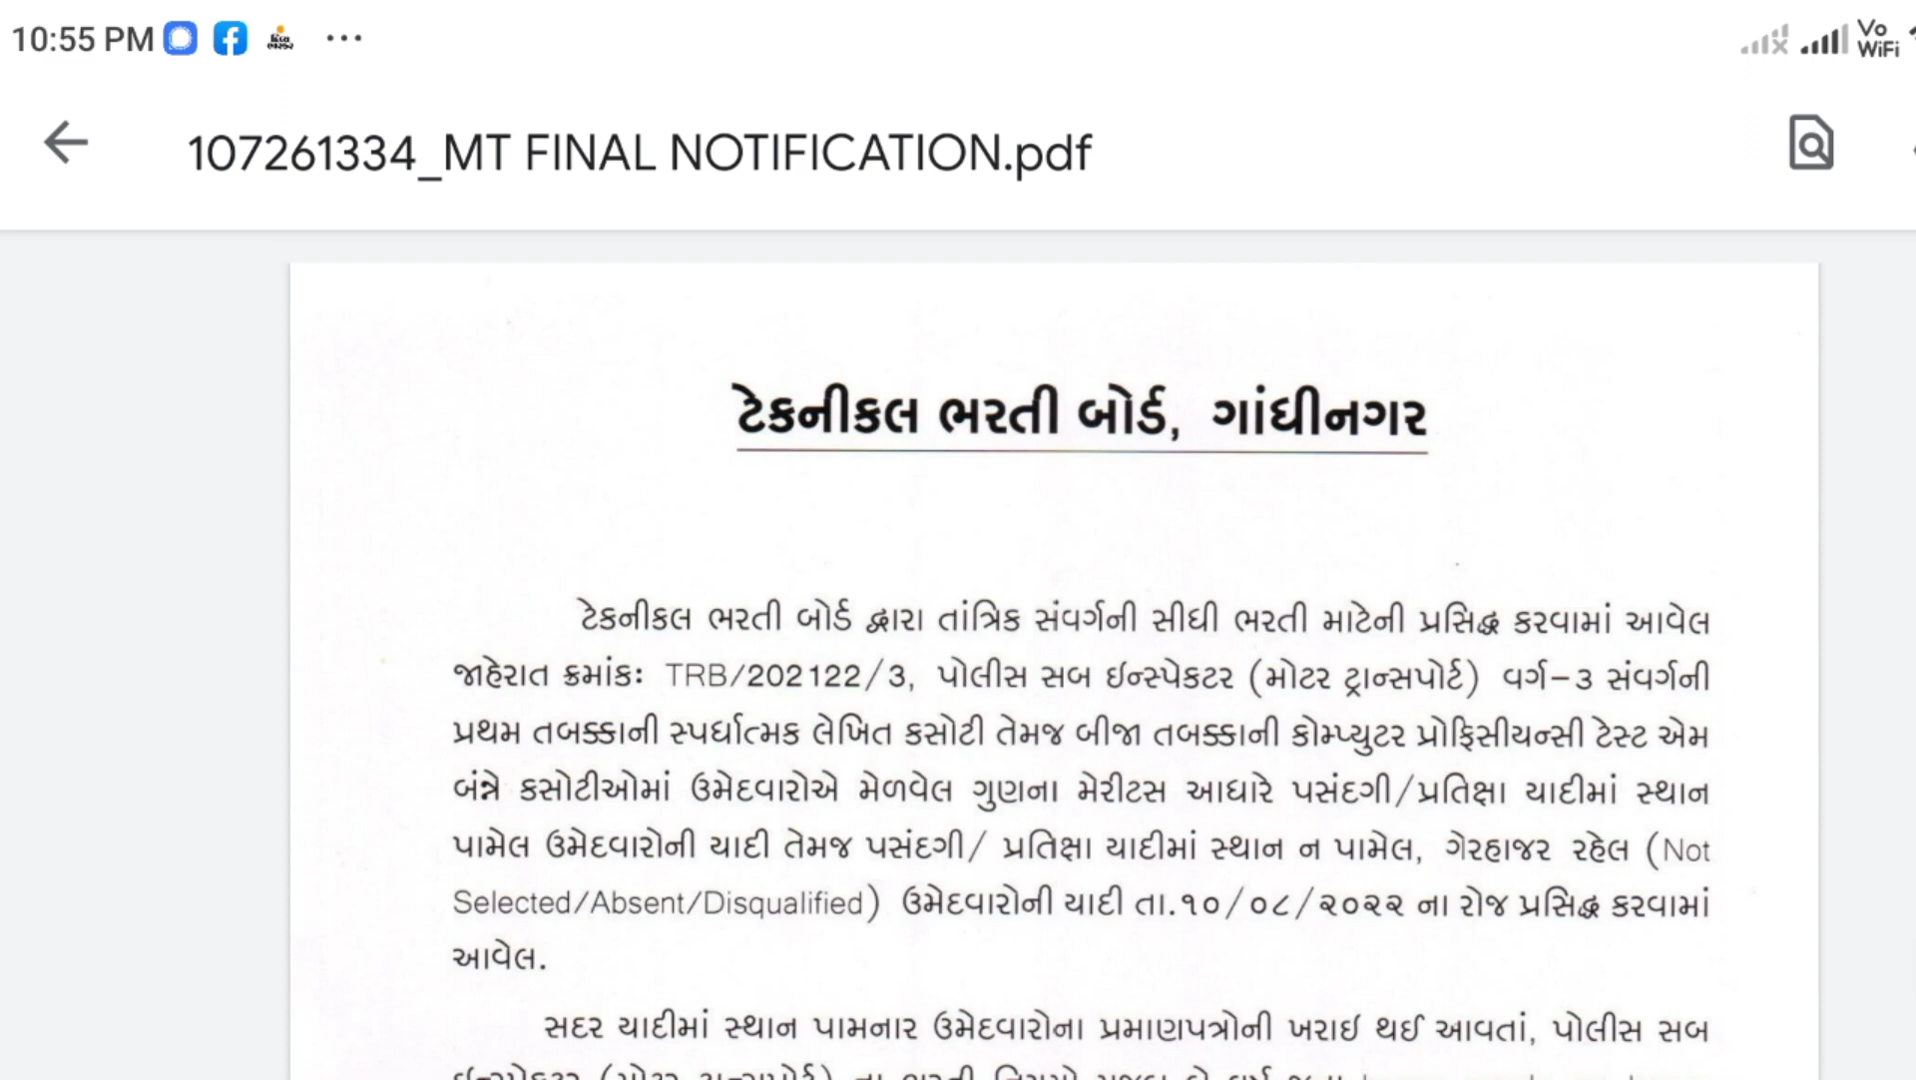 10:55 PM
Vo
WiFi
107261334_MT FINAL NOTIFICATION.pdf
ટેકનીકલ ભરતી બોર્ડ, ગાંધીનગર
ટેકનીકલ ભરતી બોર્ડ દ્વારા તાંત્રિક સંવર્ગની સીધી ભરતી માટેની પ્રસિદ્ધ કરવામાં આવેલ
જાહેરાત ક્રમાંકઃ TRB/202122/3, પોલીસ સબ ઈન્સ્પેકટર (મોટર ટ્રાન્સપોર્ટ) વર્ગ-૩ સંવર્ગની
પ્રથમ તબક્કાની સ્પર્ધાત્મક લેખિત કસોટી તેમજ બીજા તબક્કાની કોમ્પ્યુટર પ્રોફિસીયન્સી ટેસ્ટ એમ
બંન્ને કસોટીઓમાં ઉમેદવારોએ મેળવેલ ગુણના મેરીટસ આધારે પસંદગી/પ્રતિક્ષા યાદીમાં સ્થાન
પામેલ ઉમેદવારોની યાદી તેમજ પસંદગી/ પ્રતિક્ષા યાદીમાં સ્થાન ન પામેલ, ગેરહાજર રહેલ (Not
Selected/Absent/Disqualified) ઉમેદવારોની યાદી તા.૧૦/૦૮/૨૦૨૨ ના રોજ પ્રસિદ્ધ કરવામાં
આવેલ.
સદર યાદીમાં સ્થાન પામનાર ઉમેદવારોના પ્રમાણપત્રોની ખરાઇ થઈ આવતાં, પોલીસ સબ